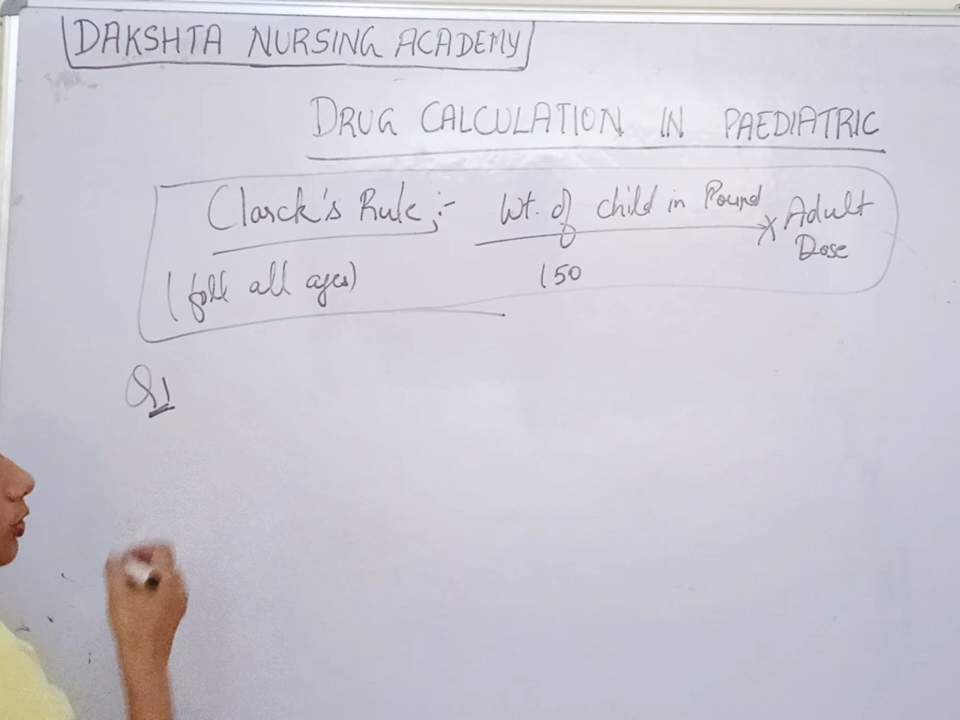 DAKSHTA NURSING ACADEMY
DRUG CALCULATION IN PAEDIATRIC
Clarck's Rule :- Wt. of child in Pound × Adult Dose
(foll all ages) 150
Q1